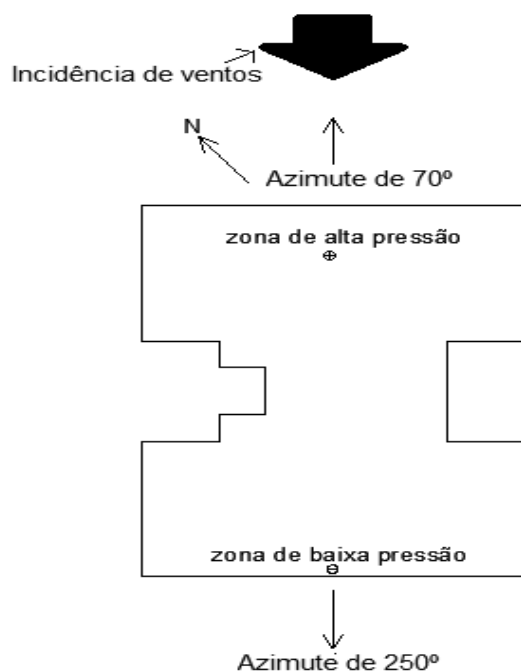 Incidência de ventos
N
Azimute de 70º
zona de alta pressão
zona de baixa pressão
Azimute de 250º